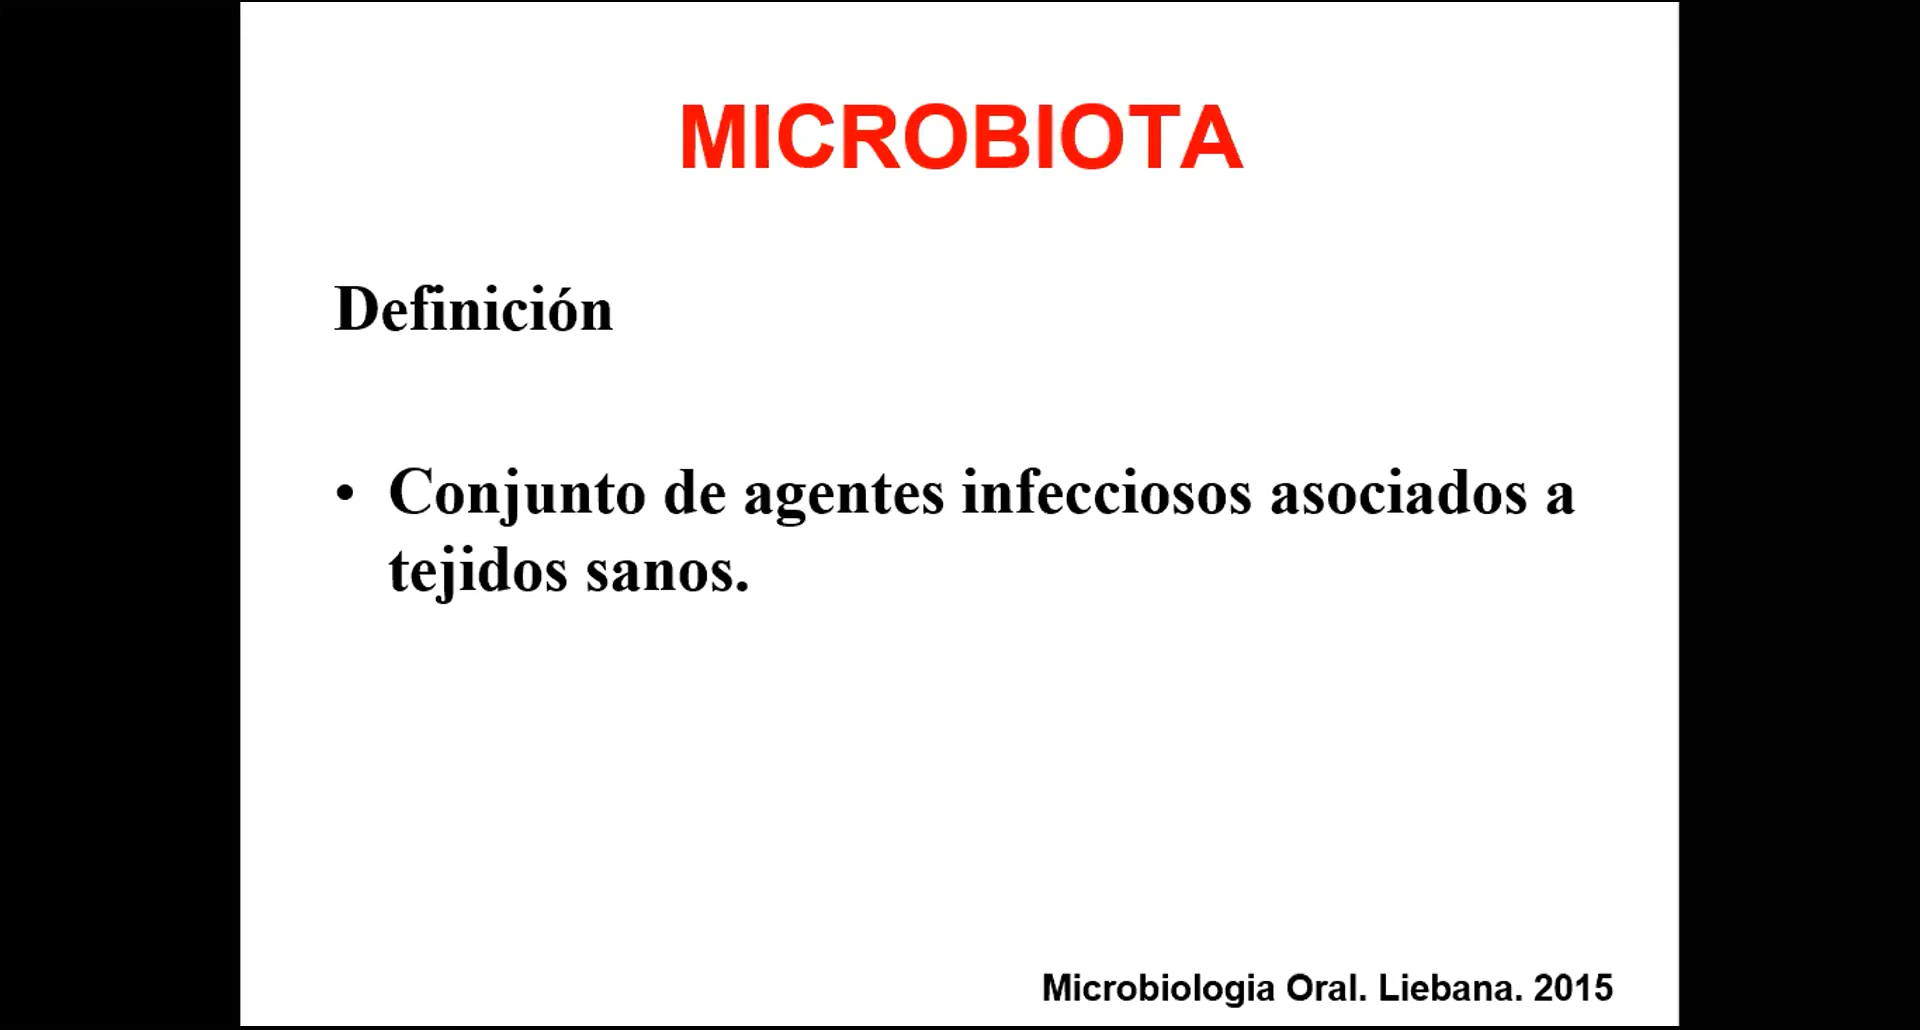 MICROBIOTA
Definición
• Conjunto de agentes infecciosos asociados a
tejidos sanos.
Microbiologia Oral. Liebana. 2015